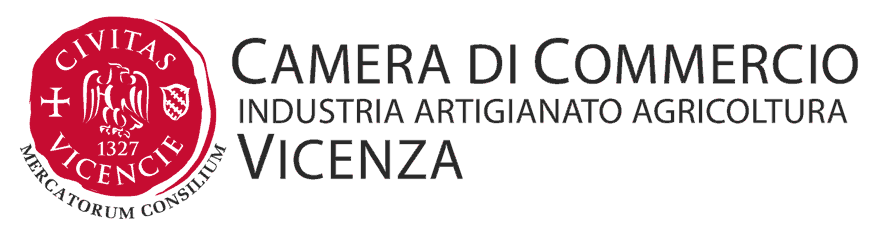 CIVITAS
1327
VICENCIE
MERCATORUM CONSILIUM
CAMERA DI COMMERCIO
INDUSTRIA ARTIGIANATO AGRICOLTURA
VICENZA